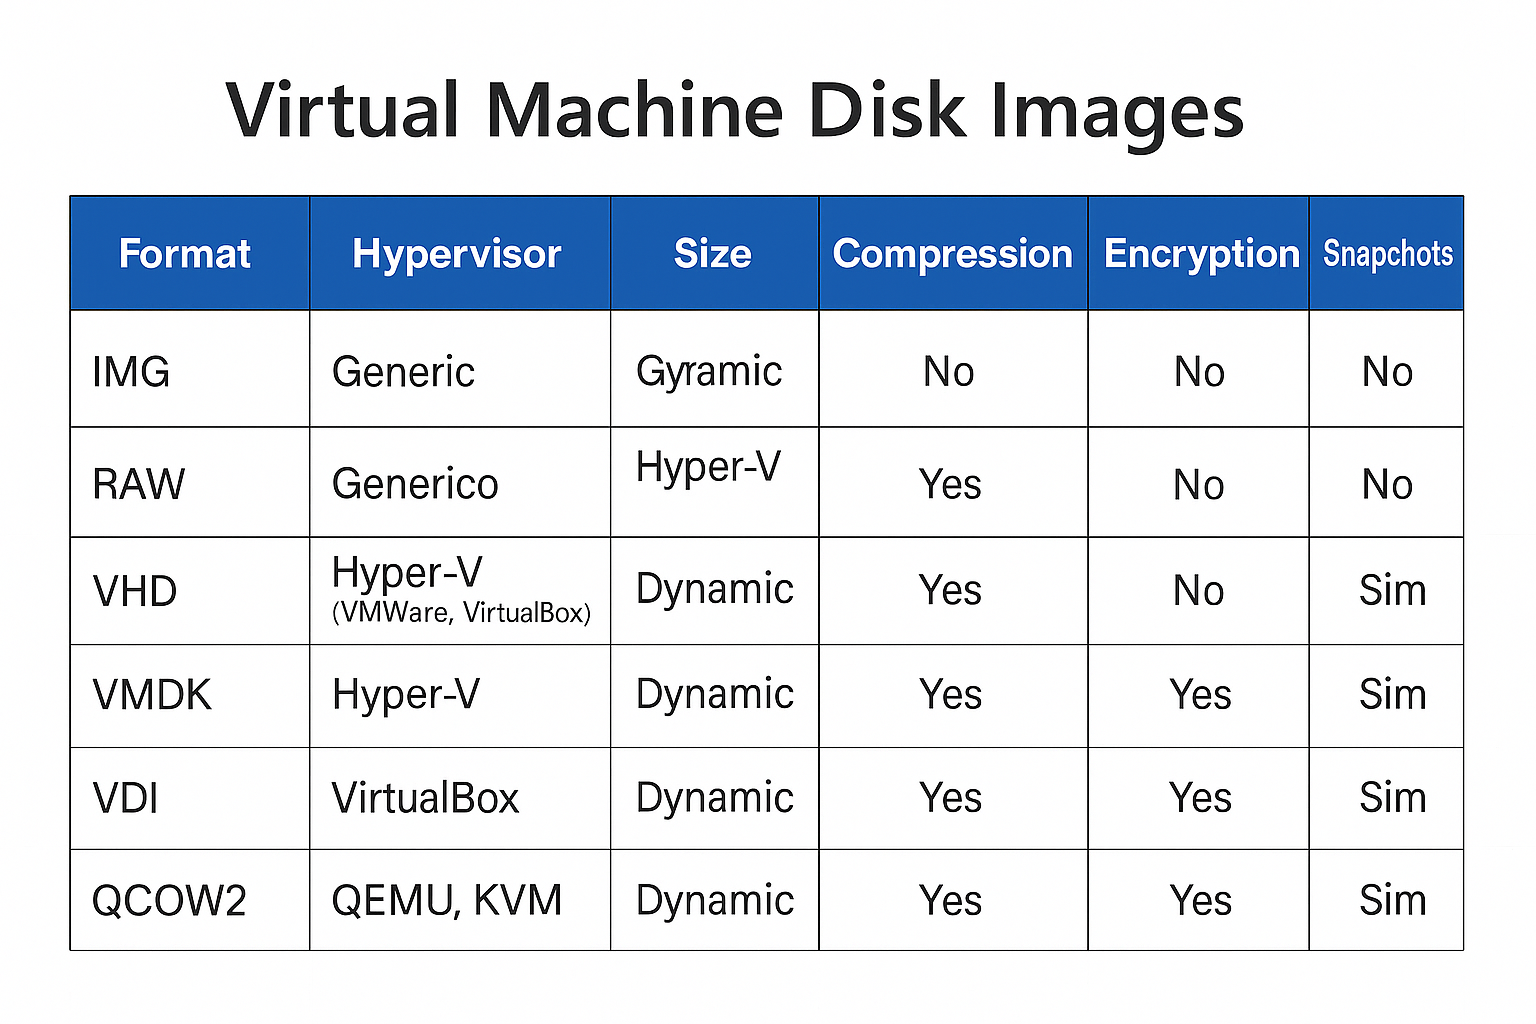 Virtual Machine Disk Images
Format Hypervisor Size Compression Encryption Snapchots
IMG Generic Gyramic No No No
RAW Generico Hyper-V Yes No No
VHD Hyper-V (VMWare, VirtualBox) Dynamic Yes No Sim
VMDK Hyper-V Dynamic Yes Yes Sim
VDI VirtualBox Dynamic Yes Yes Sim
QCOW2 QEMU, KVM Dynamic Yes Yes Sim